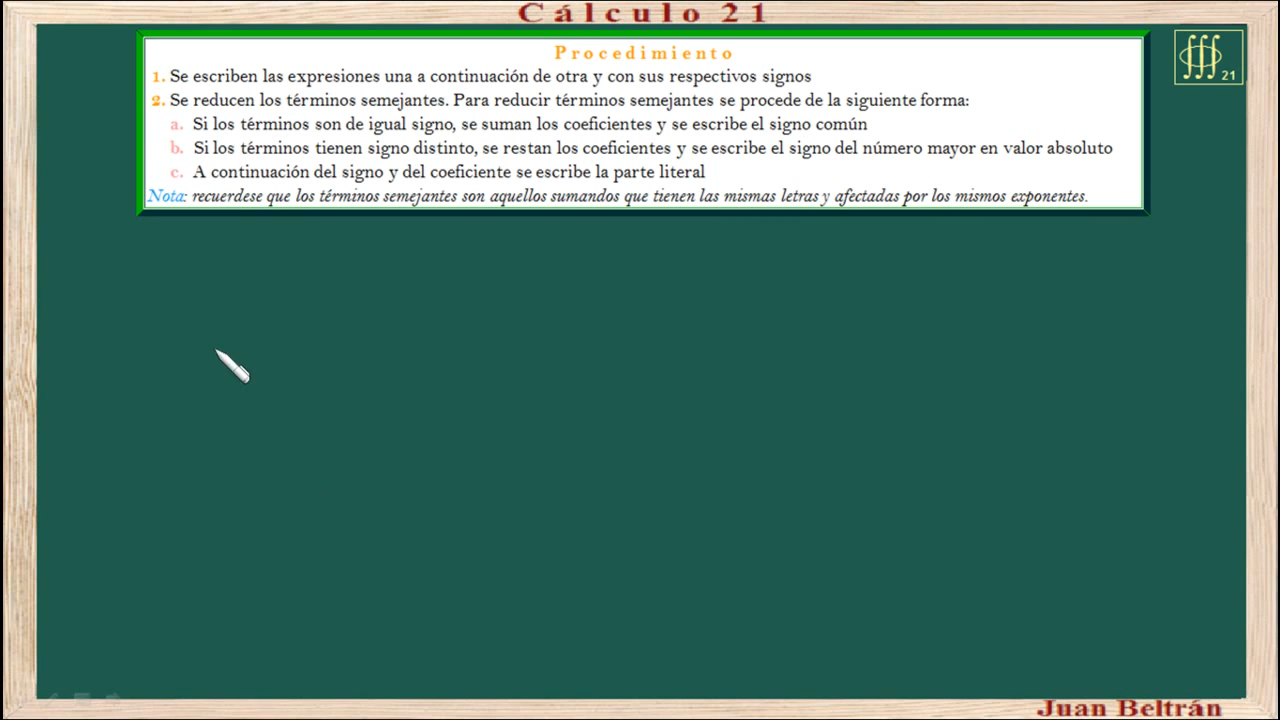 Cálculo 21
Procedimiento
1. Se escriben las expresiones una a continuación de otra y con sus respectivos signos
2. Se reducen los términos semejantes. Para reducir términos semejantes se procede de la siguiente forma:
a. Si los términos son de igual signo, se suman los coeficientes y se escribe el signo común
b. Si los términos tienen signo distinto, se restan los coeficientes y se escribe el signo del número mayor en valor absoluto
c. A continuación del signo y del coeficiente se escribe la parte literal
Nota: recuerdese que los términos semejantes son aquellos sumandos que tienen las mismas letras y afectadas por los mismos exponentes.
∯ 21
Juan Beltrán